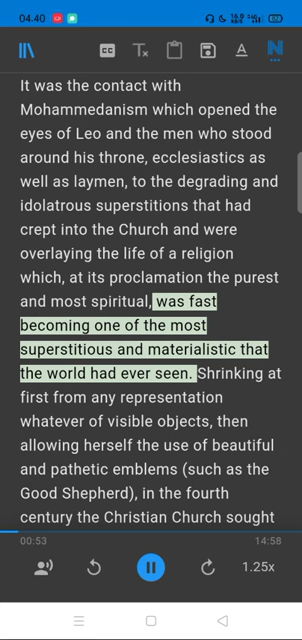 04.40
CC
It was the contact with
Mohammedanism which opened the
eyes of Leo and the men who stood
around his throne, ecclesiastics as
well as laymen, to the degrading and
idolatrous superstitions that had
crept into the Church and were
overlaying the life of a religion
which, at its proclamation the purest
and most spiritual, was fast
becoming one of the most
superstitious and materialistic that
the world had ever seen. Shrinking at
first from any representation
whatever of visible objects, then
allowing herself the use of beautiful
and pathetic emblems (such as the
Good Shepherd), in the fourth
century the Christian Church sought
00:53 14:58
1.25x